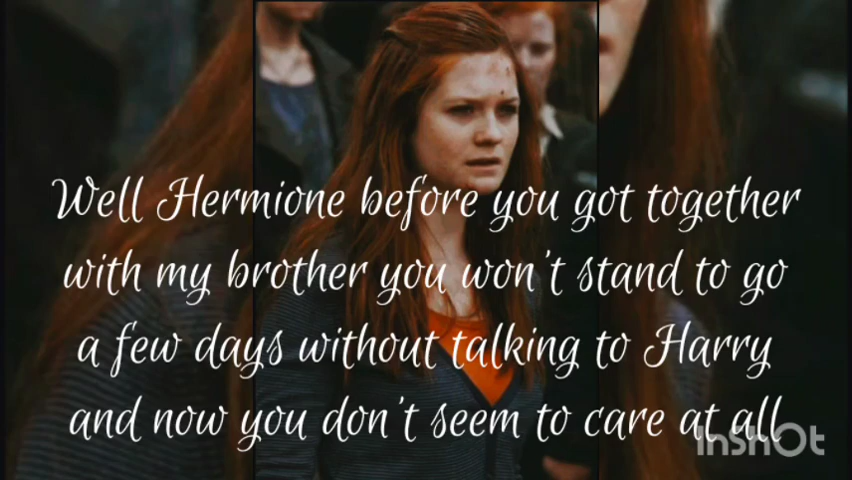 Well Hermione before you got together
with my brother you won't stand to go
a few days without talking to Harry
and now you don't seem to care at all
InShOt